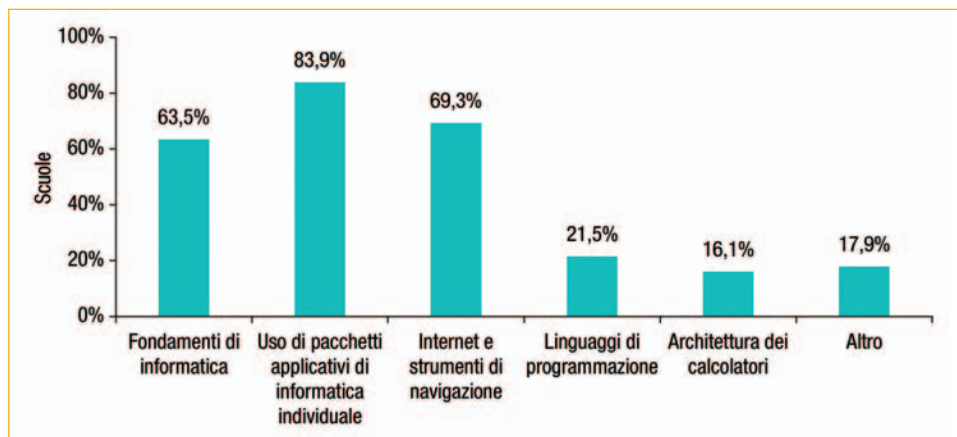 100%
80%
60%
40%
20%
0%
Scuole
63,5%
83,9%
69,3%
21,5%
16,1%
17,9%
Fondamenti di
informatica
Uso di pacchetti
applicativi di
informatica
individuale
Internet e
strumenti di
navigazione
Linguaggi di
programmazione
Architettura dei
calcolatori
Altro